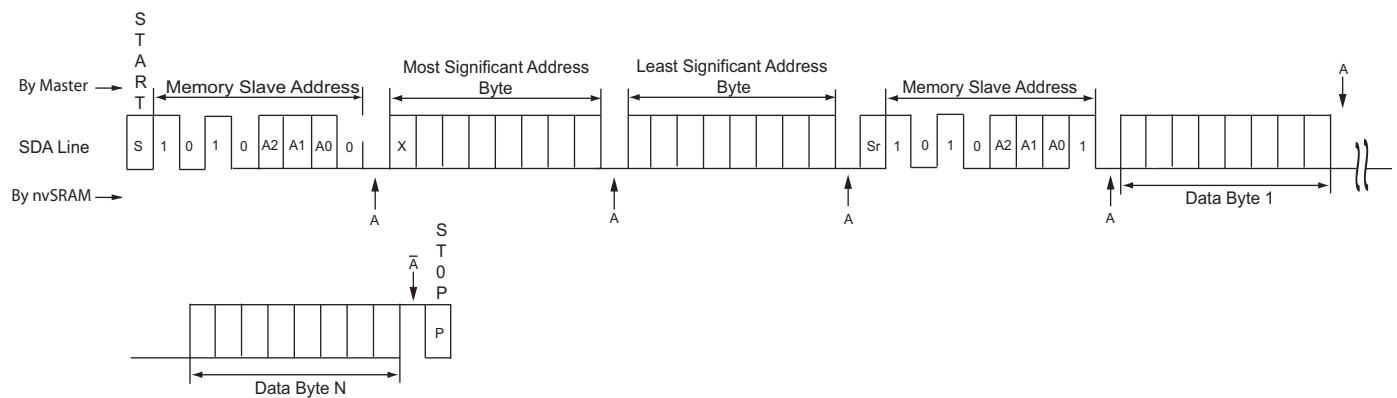 START
By Master
Memory Slave Address
Most Significant Address
Byte
Least Significant Address
Byte
Memory Slave Address
A
SDA Line
S 1 0 1 0 A2 A1 A0 0 X Sr 1 0 1 0 A2 A1 A0 1
By nvSRAM
A
A
A
A
Data Byte 1
ST0P
A̅
P
Data Byte N